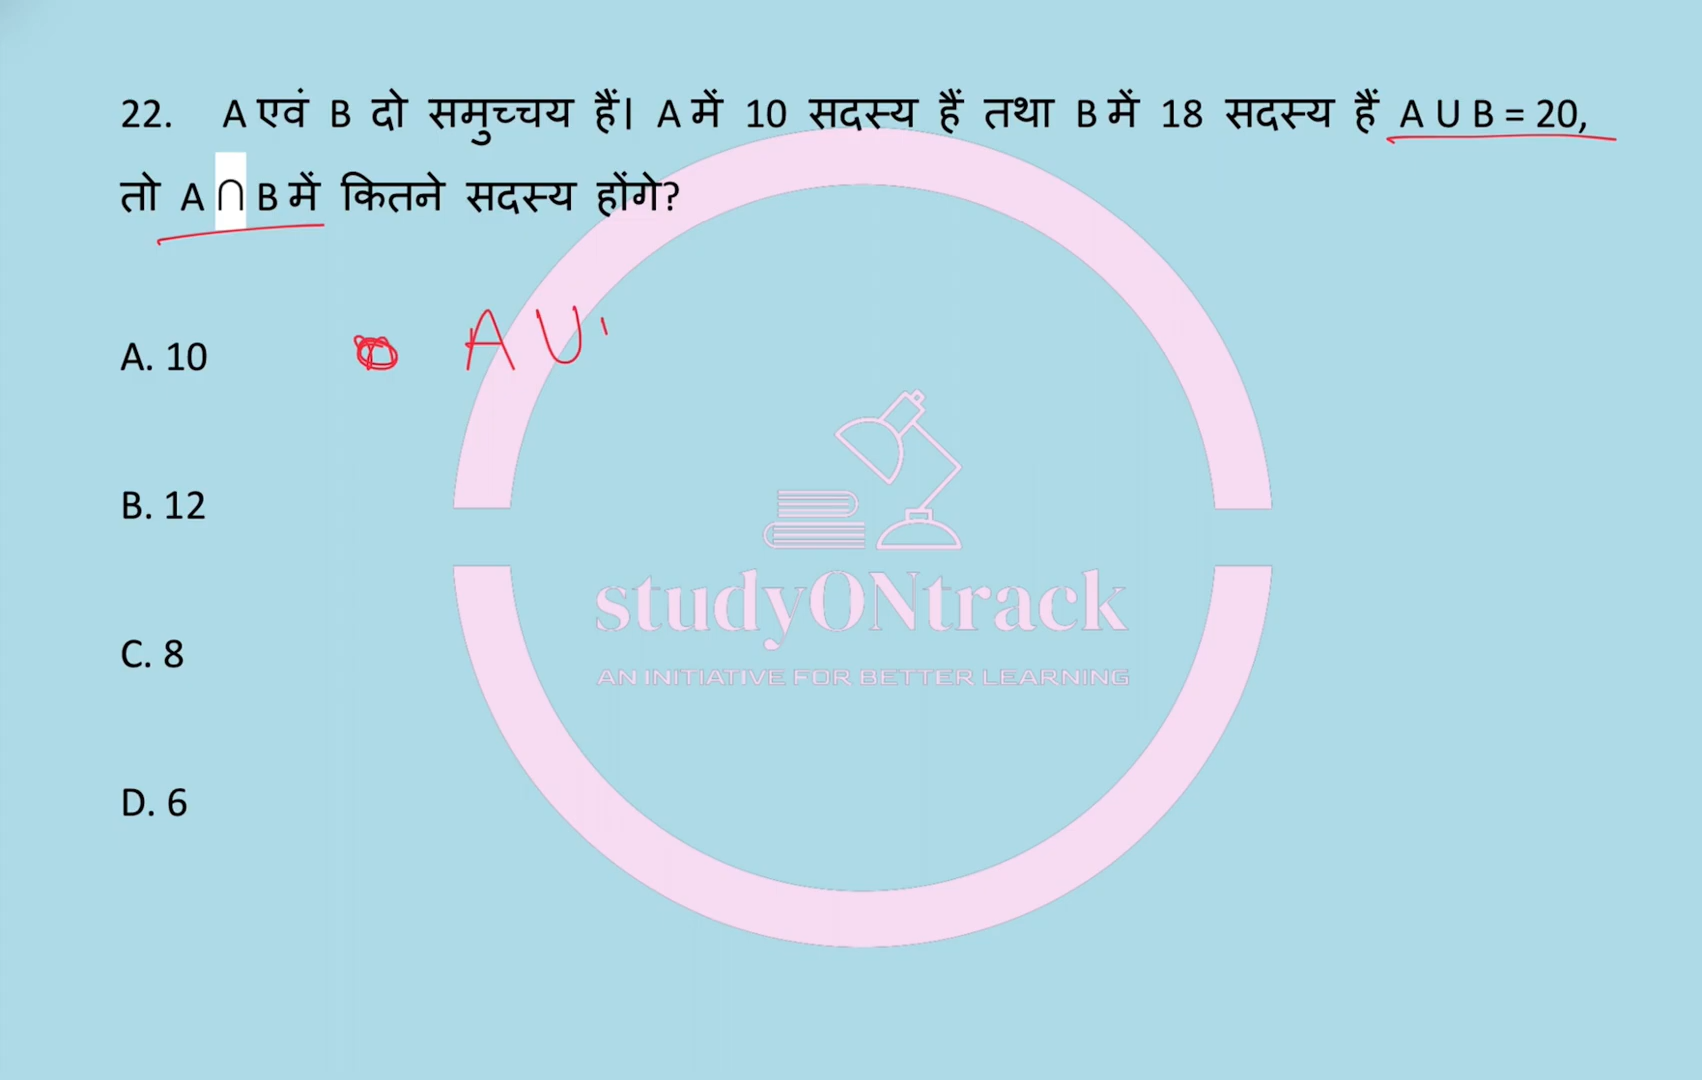 22. A एवं B दो समुच्चय हैं| A में 10 सदस्य हैं तथा B में 18 सदस्य हैं A U B = 20,
तो A ∩ B में कितने सदस्य होंगे?
A. 10
A U
B. 12
C. 8
D. 6
studyONtrack
AN INITIATIVE FOR BETTER LEARNING